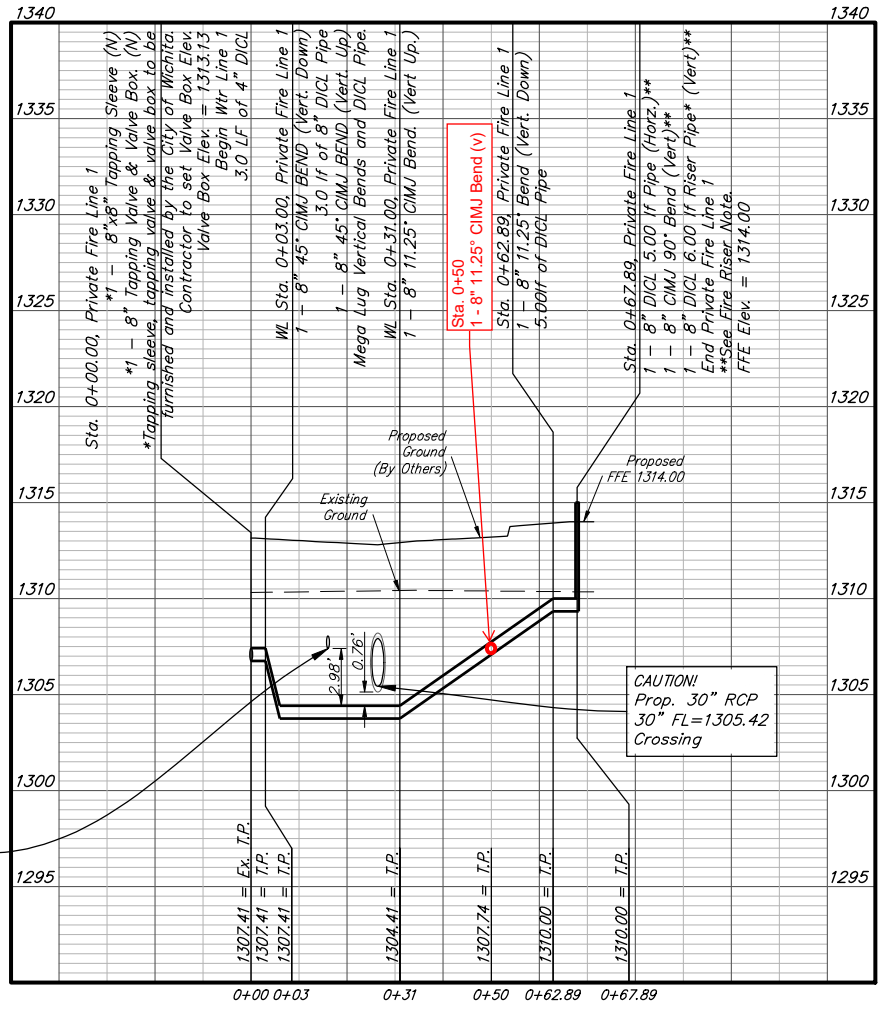 1340
1340
1335
1335
1330
1330
1325
1325
1320
1320
1315
1315
1310
1310
1305
1305
1300
1300
1295
1295
Sta. 0+00.00, Private Fire Line 1
*1 - 8"x8" Tapping Sleeve (N)
*1 - 8" Tapping Valve & Valve Box. (N)
*Tapping sleeve, tapping valve & valve box to be
furnished and installed by the City of Wichita.
Contractor to set Valve Box Elev.
Valve Box Elev. = 1313.13
Begin Wtr Line 1
3.0 LF of 4" DICL
WL Sta. 0+03.00, Private Fire Line 1
1 - 8" 45° CIMJ BEND (Vert. Down)
3.0 lf of 8" DICL Pipe
1 - 8" 45° CIMJ BEND (Vert. Up)
Mega Lug Vertical Bends and DICL Pipe.
WL Sta. 0+31.00, Private Fire Line 1
1 - 8" 11.25° CIMJ Bend. (Vert Up.)
Sta. 0+50
1 - 8" 11.25° CIMJ Bend (v)
Sta. 0+62.89, Private Fire Line 1
1 - 8" 11.25° Bend (Vert. Down)
5.00lf of DICL Pipe
Sta. 0+67.89, Private Fire Line 1
1 - 8" DICL 5.00 lf Pipe (Horz.)**
1 - 8" CIMJ 90° Bend (Vert)**
1 - 8" DICL 6.00 lf Riser Pipe* (Vert)**
End Private Fire Line 1
**See Fire Riser Note.
FFE Elev. = 1314.00
Proposed
Ground
(By Others)
Existing
Ground
Proposed
FFE 1314.00
2.98'
0.76'
CAUTION!
Prop. 30" RCP
30" FL=1305.42
Crossing
1307.41 = Ex. T.P.
1307.41 = T.P.
1307.41 = T.P.
1304.41 = T.P.
1307.74 = T.P.
1310.00 = T.P.
1310.00 = T.P.
0+00 0+03
0+31
0+50
0+62.89
0+67.89